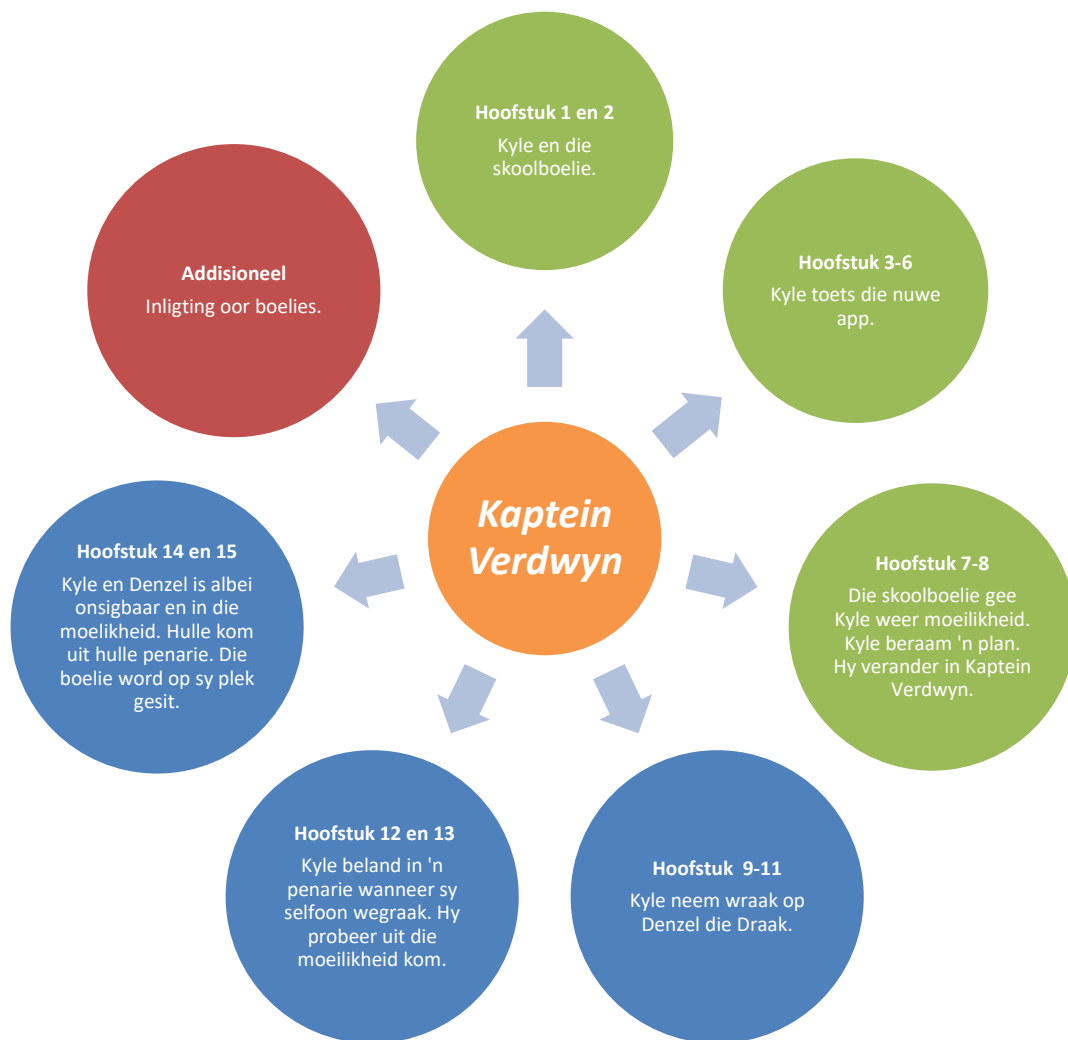 Hoofstuk 1 en 2
Kyle en die
skoolboelie.
Hoofstuk 3-6
Kyle toets die nuwe
app.
Hoofstuk 7-8
Die skoolboelie gee
Kyle weer moeilikheid.
Kyle beraam 'n plan.
Hy verander in Kaptein
Verdwyn.
Hoofstuk  9-11
Kyle neem wraak op
Denzel die Draak.
Hoofstuk 12 en 13
Kyle beland in 'n
penarie wanneer sy
selfoon wegraak. Hy
probeer uit die
moeilikheid kom.
Hoofstuk 14 en 15
Kyle en Denzel is albei
onsigbaar en in die
moelikheid. Hulle kom
uit hulle penarie. Die
boelie word op sy plek
gesit.
Addisioneel
Inligting oor boelies.
Kaptein
Verdwyn